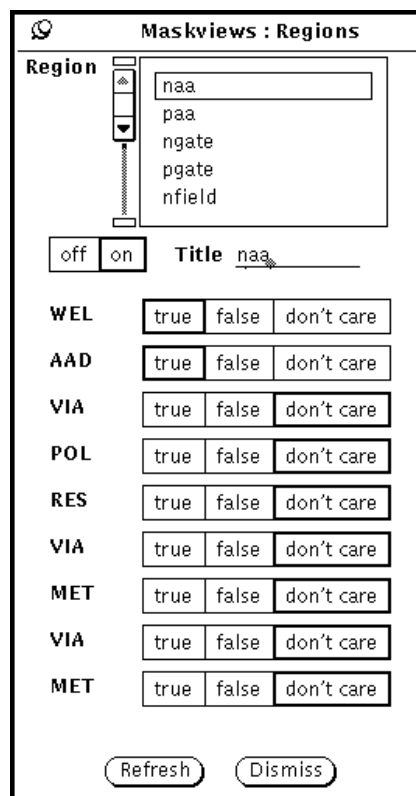 Maskviews : Regions
Region
naa
paa
ngate
pgate
nfield
off on Title naa
WEL true false don't care
AAD true false don't care
VIA true false don't care
POL true false don't care
RES true false don't care
VIA true false don't care
MET true false don't care
VIA true false don't care
MET true false don't care
Refresh Dismiss